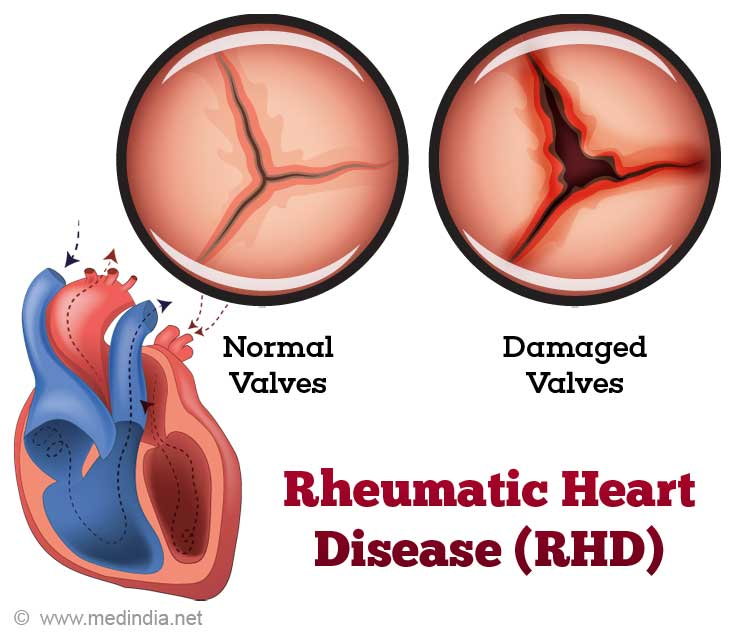 Normal
Valves
Damaged
Valves
Rheumatic Heart
Disease (RHD)
© www.medindia.net